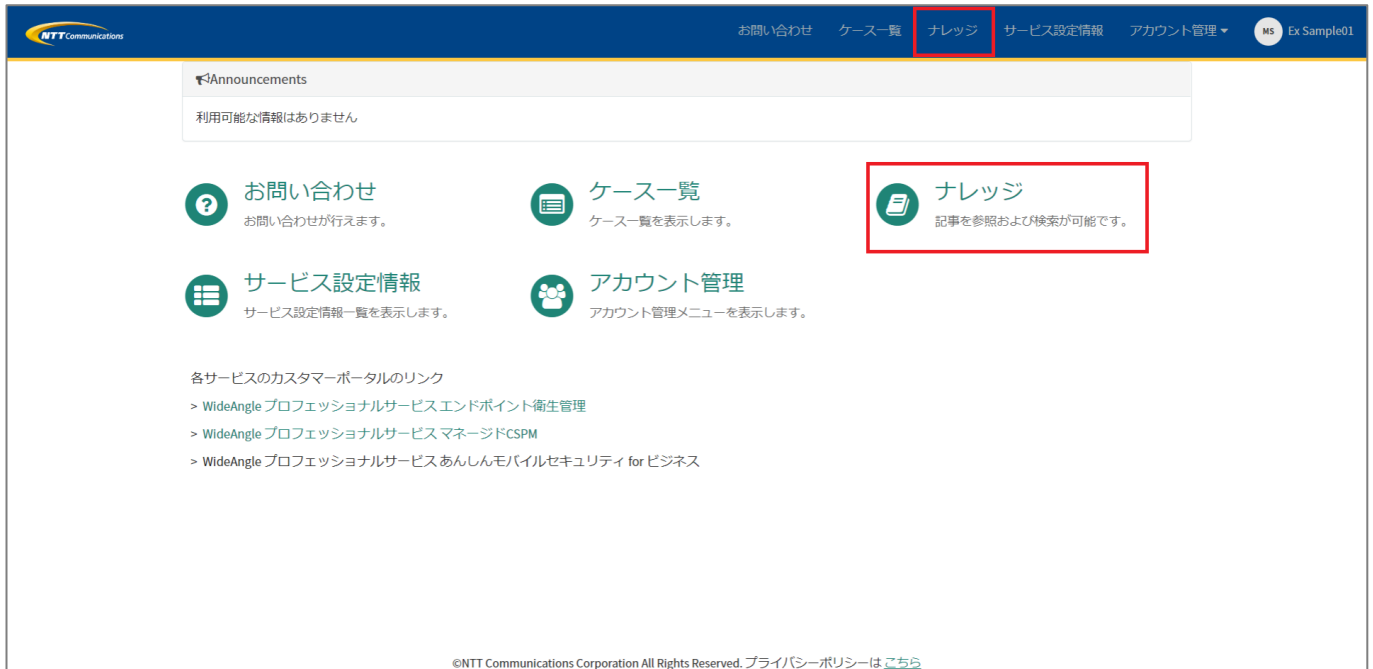 NTT Communications
お問い合わせ ケース一覧 ナレッジ サービス設定情報 アカウント管理 MS Ex Sample01
Announcements
利用可能な情報はありません
お問い合わせ
お問い合わせが行えます。
ケース一覧
ケース一覧を表示します。
ナレッジ
記事を参照および検索が可能です。
サービス設定情報
サービス設定情報一覧を表示します。
アカウント管理
アカウント管理メニューを表示します。
各サービスのカスタマーポータルのリンク
> WideAngle プロフェッショナルサービス エンドポイント衛生管理
> WideAngle プロフェッショナルサービス マネージドCSPM
> WideAngle プロフェッショナルサービス あんしんモバイルセキュリティ for ビジネス
©NTT Communications Corporation All Rights Reserved. プライバシーポリシーは こちら